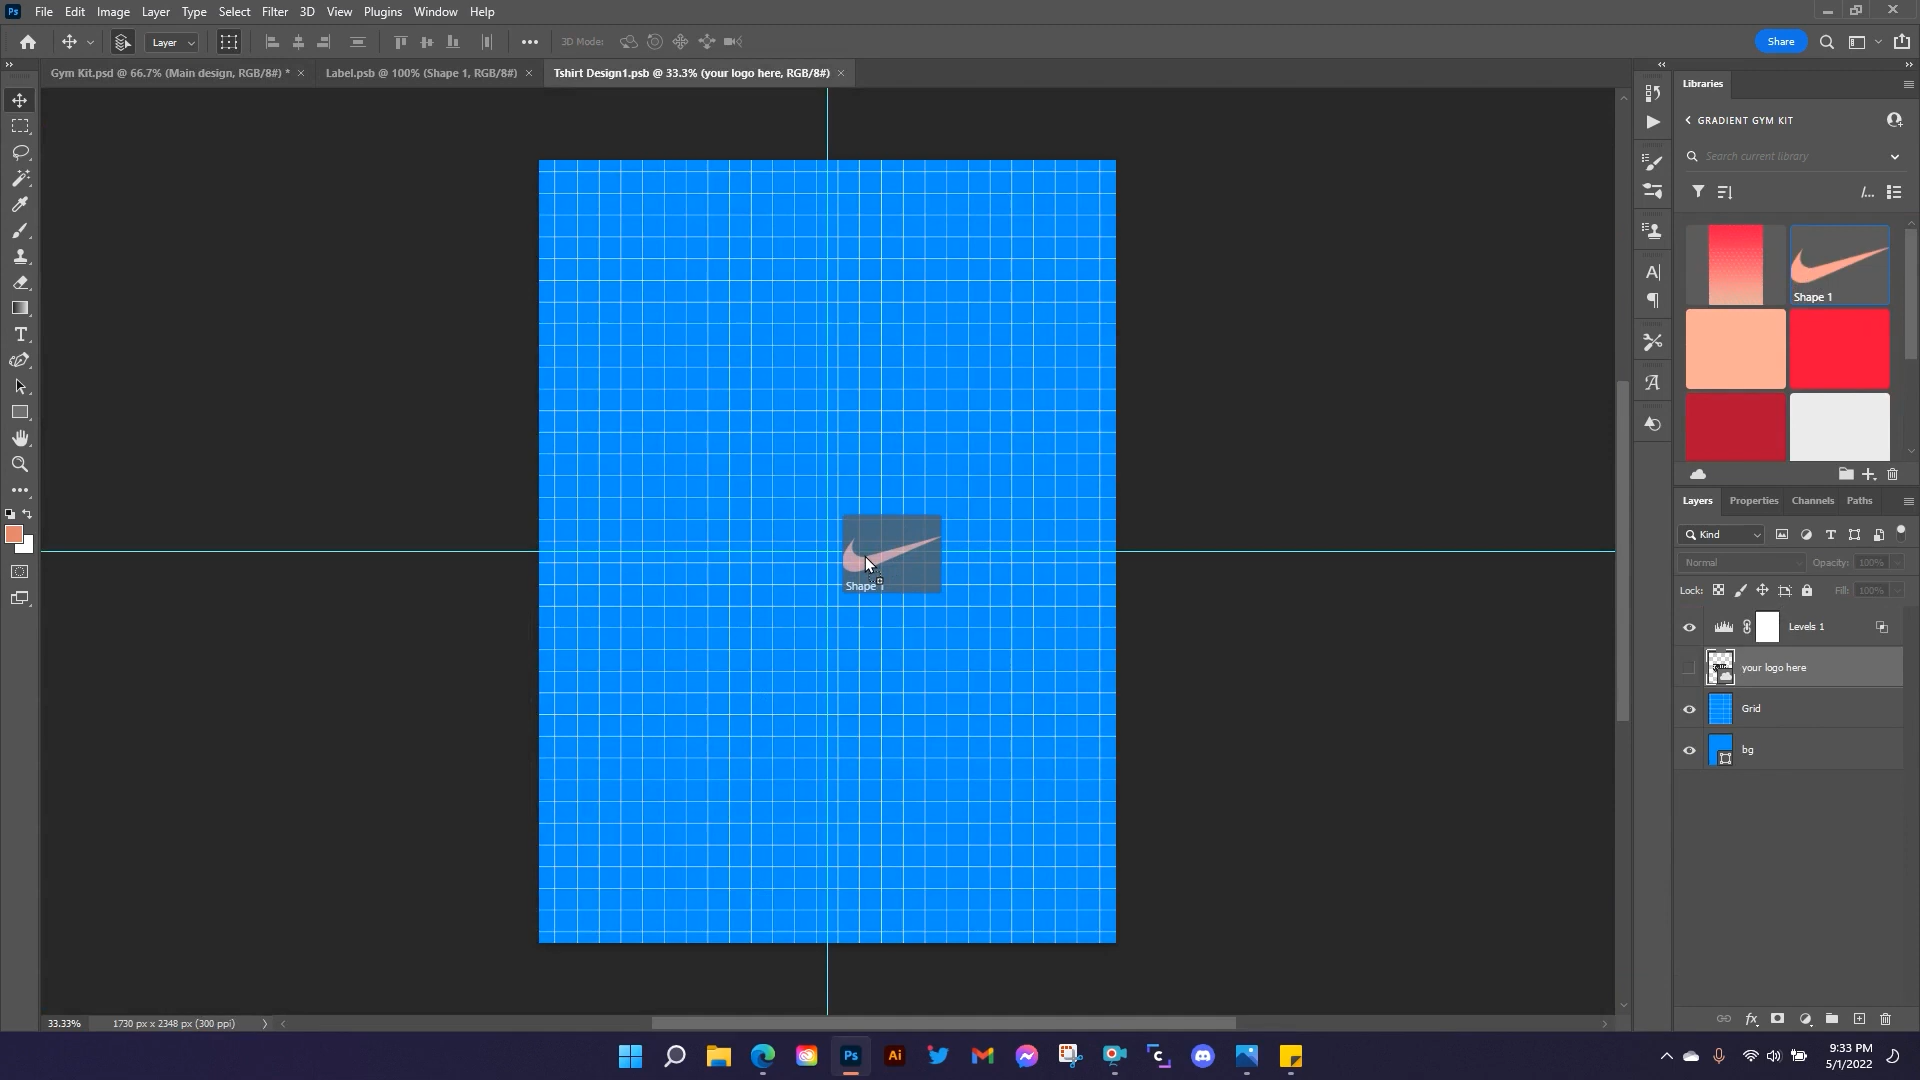 Ps File Edit Image Layer Type Select Filter 3D View Plugins Window Help
Layer
3D Mode:
Share
Gym Kit.psd @ 66.7% (Main design, RGB/8#) *
Label.psb @ 100% (Shape 1, RGB/8#)
Tshirt Design1.psb @ 33.3% (your logo here, RGB/8#)
Libraries
GRADIENT GYM KIT
Search current library
Shape 1
Shape 1
Layers Properties Channels Paths
Kind
Normal Opacity: 100%
Lock: Fill: 100%
Levels 1
your logo here
Grid
bg
33.33% 1730 px x 2348 px (300 ppi)
Ps Ai
9:33 PM
5/1/2022